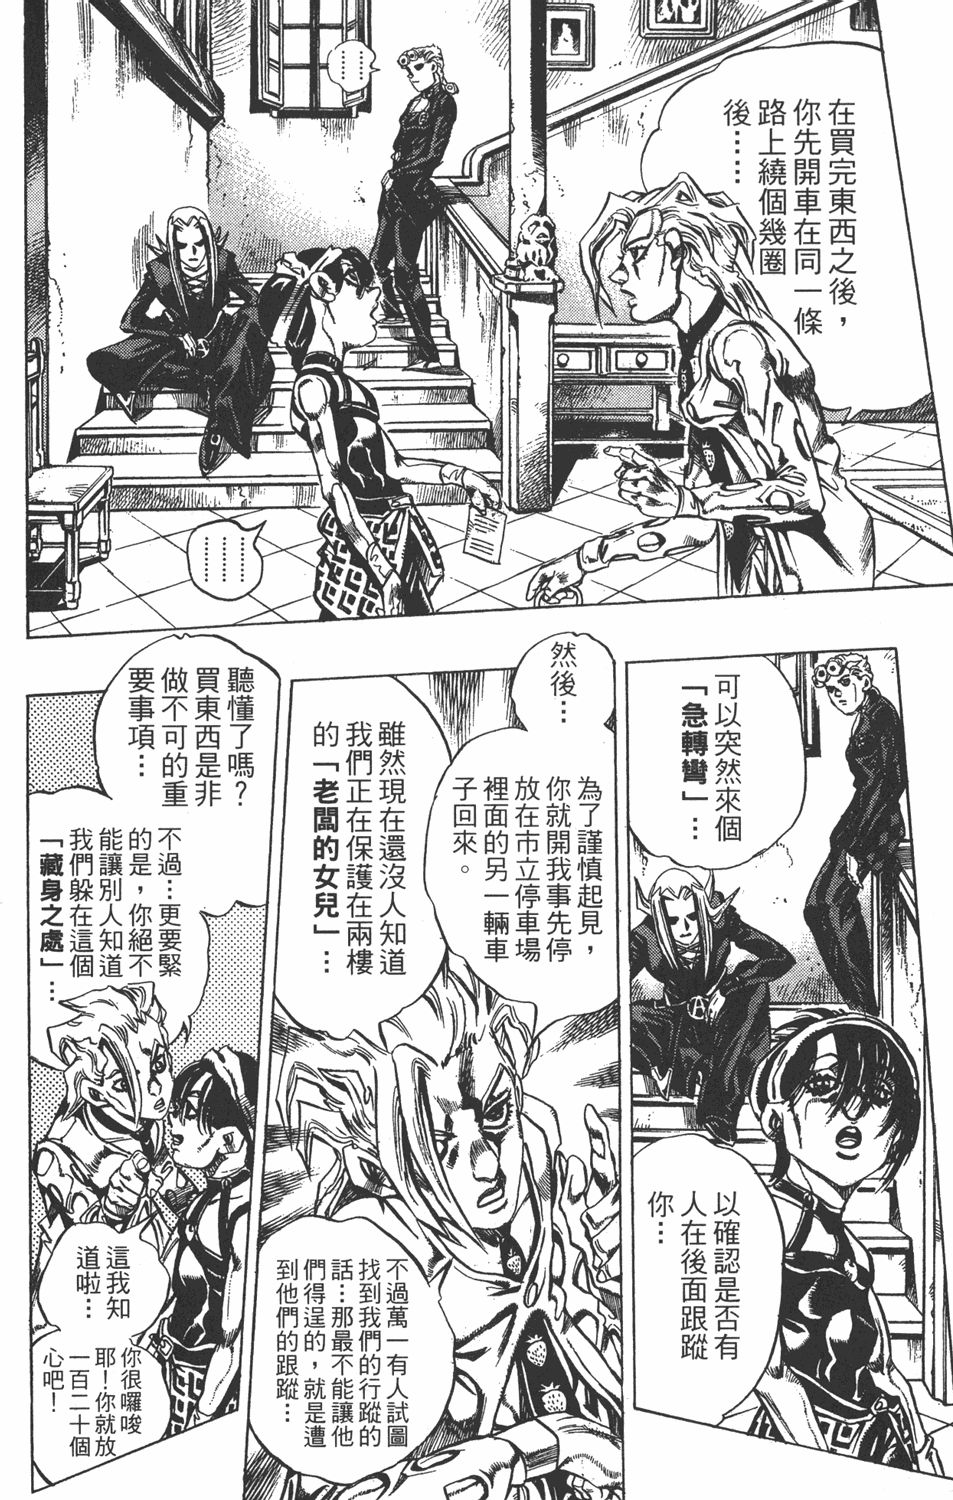 在買完東西之後，
你先開車在同一條
路上繞個幾圈
後……
……
……
……
……
可以突然來個
「急轉彎」…
以確認是否有
人在後面跟蹤
你…
然後…
為了謹慎起見，
你就開我事先停
放在市立停車場
裡面的另一輛車
子回來。
雖然現在還沒人知道
我們正在保護在兩樓
的「老闆的女兒」…
不過萬一有人試圖
找到我們的行蹤的
話…那最不能讓他
們得逞的，就是遭
到他們的跟蹤…
聽懂了嗎？
買東西是非
做不可的重
要事項…
不過…更要緊
的是，你絕不
能讓別人知道
我們躲在這個
「藏身之處」…
這我知
道啦…
你很囉唆
耶！你就放
一百二十個
心吧！